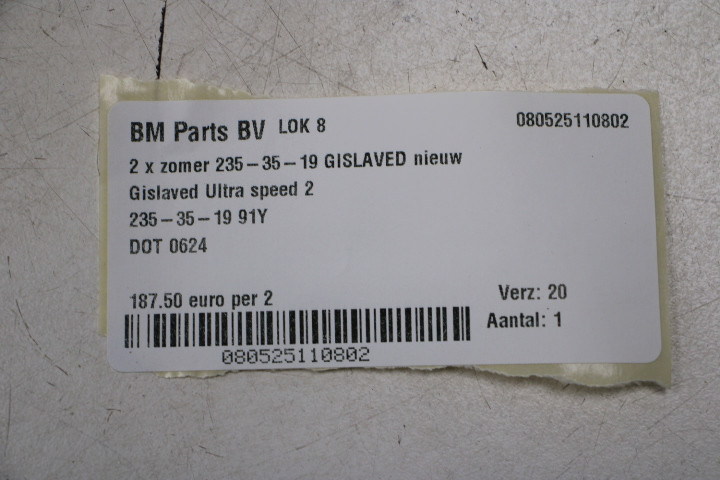 BM Parts BV LOK 8 080525110802
2 x zomer 235-35-19 GISLAVED nieuw
Gislaved Ultra speed 2
235-35-19 91Y
DOT 0624
187.50 euro per 2 Verz: 20
Aantal: 1
080525110802